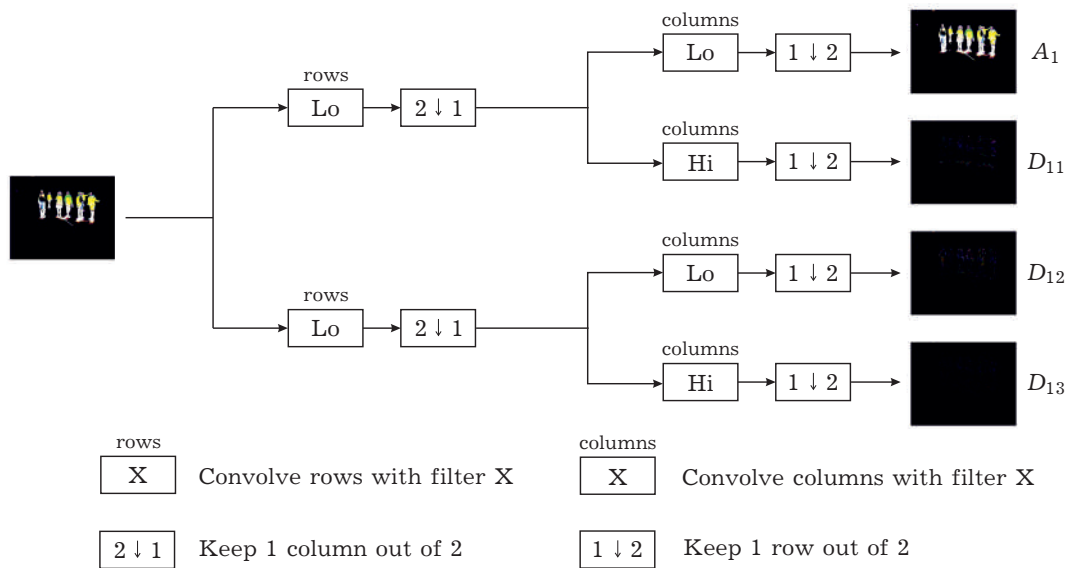 columns
Lo
1 ↓ 2
A₁
rows
Lo
2 ↓ 1
columns
Hi
1 ↓ 2
D₁₁
columns
Lo
1 ↓ 2
D₁₂
rows
Lo
2 ↓ 1
columns
Hi
1 ↓ 2
D₁₃
rows
X Convolve rows with filter X
columns
X Convolve columns with filter X
2 ↓ 1 Keep 1 column out of 2
1 ↓ 2 Keep 1 row out of 2